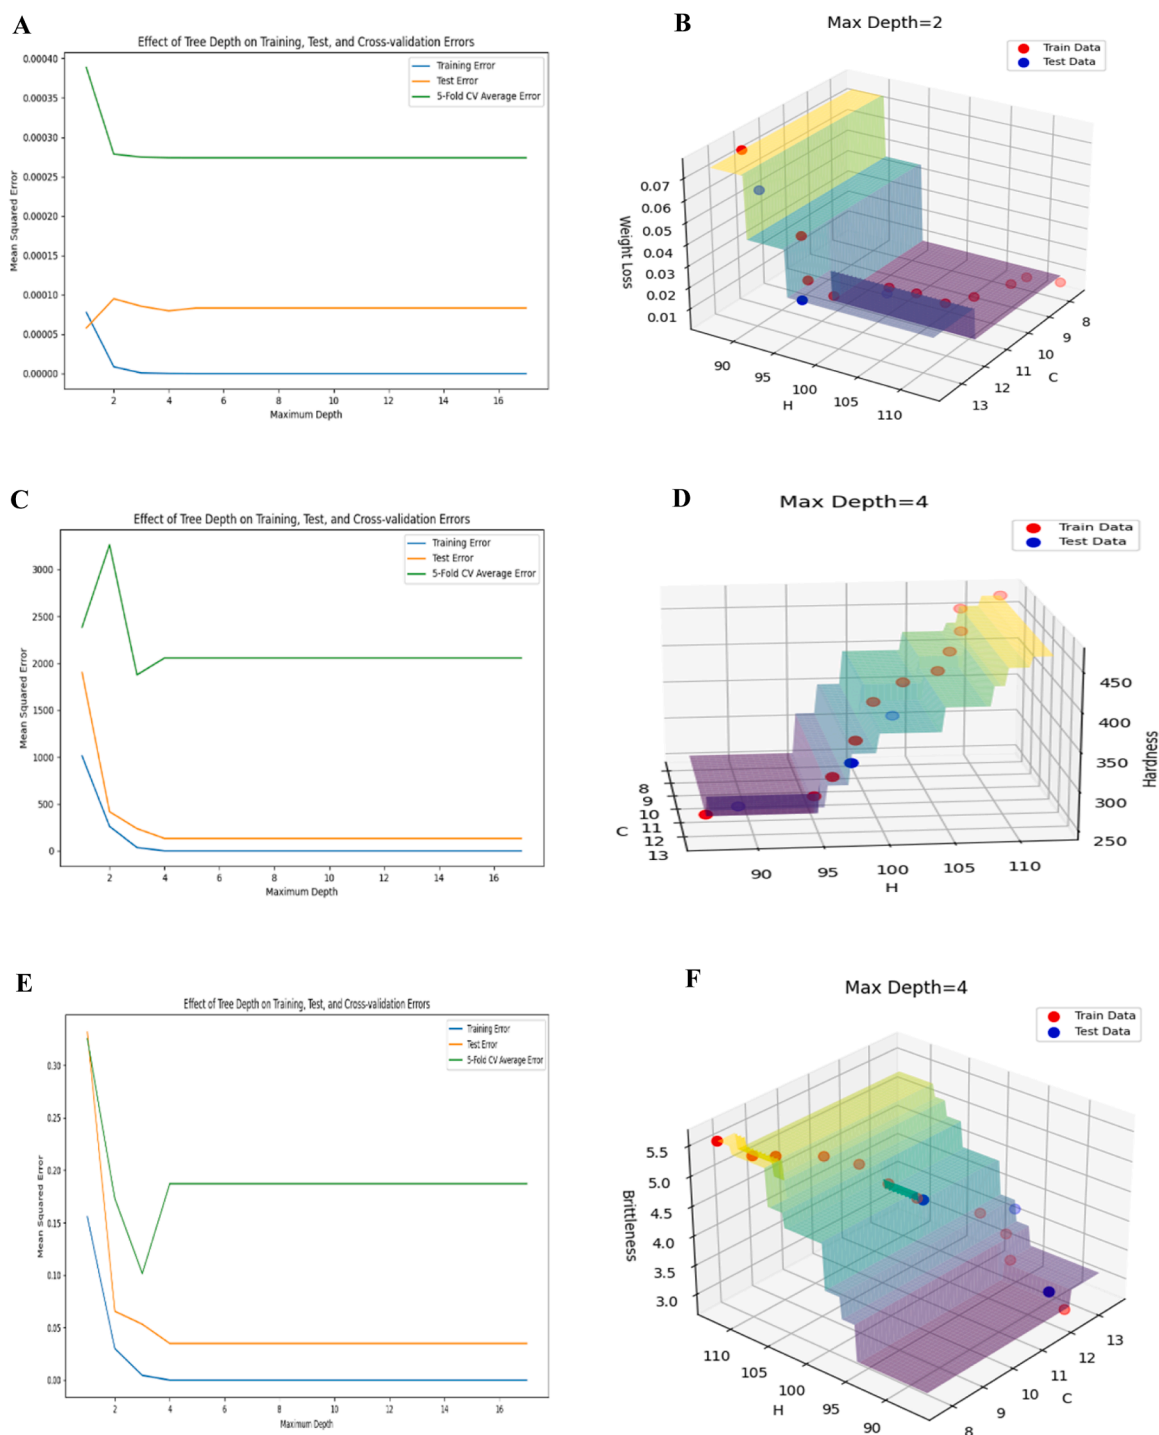 A
Effect of Tree Depth on Training, Test, and Cross-validation Errors
Training Error
Test Error
5-Fold CV Average Error
0.00040
0.00035
0.00030
0.00025
0.00020
0.00015
0.00010
0.00005
0.00000
Mean Squared Error
2 4 6 8 10 12 14 16
Maximum Depth
B
Max Depth=2
Train Data
Test Data
0.07
0.06
0.05
0.04
0.03
0.02
0.01
Weight Loss
90 95 100 105 110
H
13 12 11 10 9 8
C
C
Effect of Tree Depth on Training, Test, and Cross-validation Errors
Training Error
Test Error
5-Fold CV Average Error
3000
2500
2000
1500
1000
500
0
Mean Squared Error
2 4 6 8 10 12 14 16
Maximum Depth
D
Max Depth=4
Train Data
Test Data
450
400
350
300
250
Hardness
8
9
10
11
12
13
C
90 95 100 105 110
H
E
Effect of Tree Depth on Training, Test, and Cross-validation Errors
Training Error
Test Error
5-Fold CV Average Error
0.30
0.25
0.20
0.15
0.10
0.05
0.00
Mean Squared Error
2 4 6 8 10 12 14 16
Maximum Depth
F
Max Depth=4
Train Data
Test Data
5.5
5.0
4.5
4.0
3.5
3.0
Brittleness
110 105 100 95 90
H
8 9 10 11 12 13
C